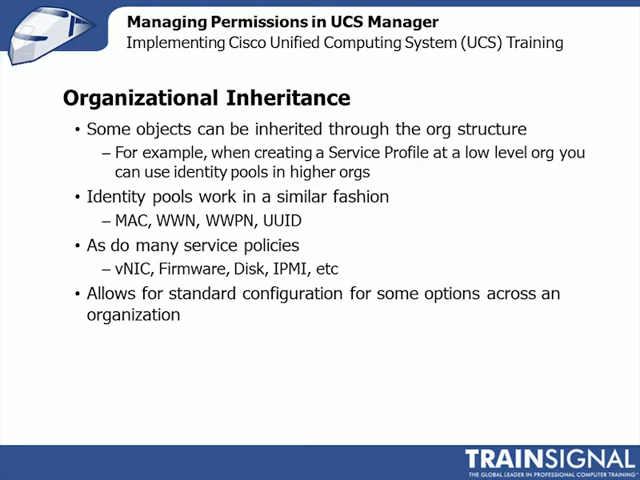 Managing Permissions in UCS Manager
Implementing Cisco Unified Computing System (UCS) Training
Organizational Inheritance
• Some objects can be inherited through the org structure
– For example, when creating a Service Profile at a low level org you
can use identity pools in higher orgs
• Identity pools work in a similar fashion
– MAC, WWN, WWPN, UUID
• As do many service policies
– vNIC, Firmware, Disk, IPMI, etc
• Allows for standard configuration for some options across an
organization
TRAINSIGNAL
THE GLOBAL LEADER IN PROFESSIONAL COMPUTER TRAINING™